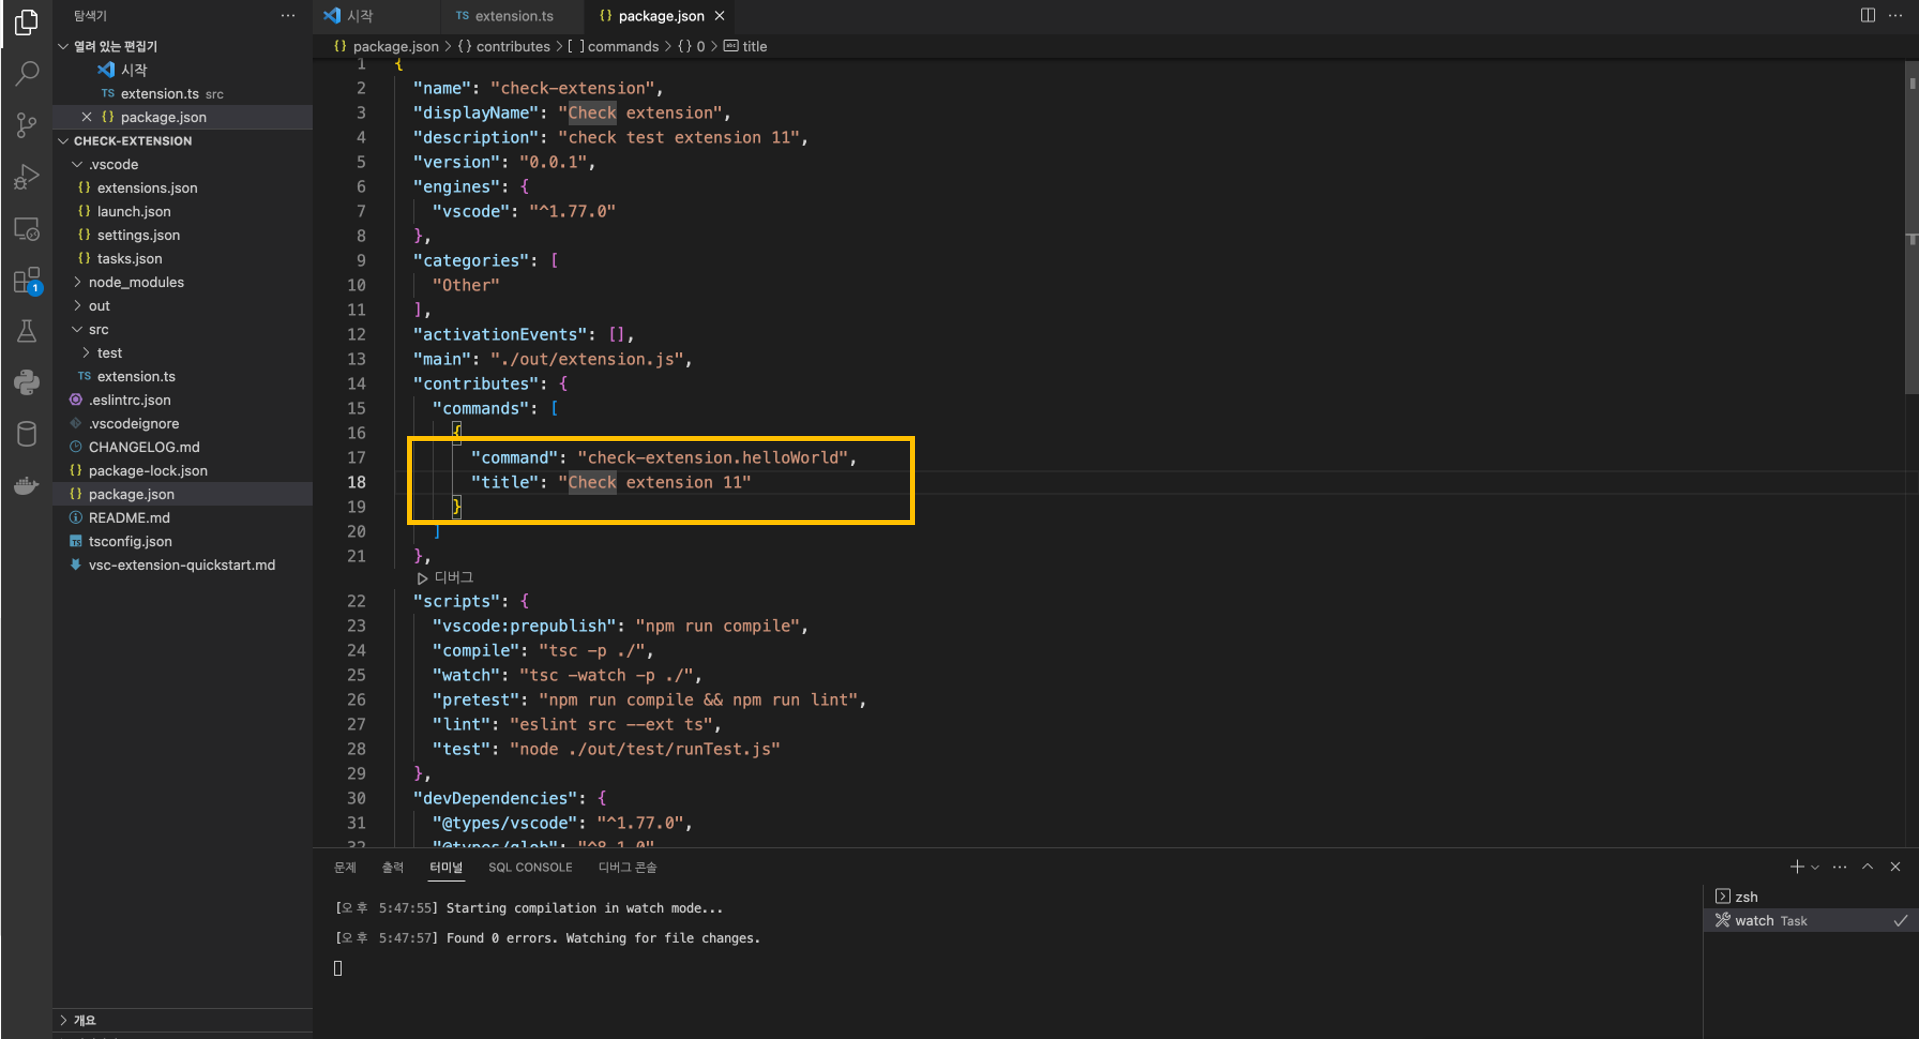 탐색기 ···
열려 있는 편집기
시작
TS extension.ts src
{} package.json
CHECK-EXTENSION
.vscode
{} extensions.json
{} launch.json
{} settings.json
{} tasks.json
node_modules
out
src
test
TS extension.ts
.eslintrc.json
.vscodeignore
CHANGELOG.md
{} package-lock.json
{} package.json
README.md
TS tsconfig.json
vsc-extension-quickstart.md
개요
1
시작
TS extension.ts
{} package.json
{} package.json > {} contributes > [ ] commands > {} 0 > abc title
1 {
2 "name": "check-extension",
3 "displayName": "Check extension",
4 "description": "check test extension 11",
5 "version": "0.0.1",
6 "engines": {
7 "vscode": "^1.77.0"
8 },
9 "categories": [
10 "Other"
11 ],
12 "activationEvents": [],
13 "main": "./out/extension.js",
14 "contributes": {
15 "commands": [
16 {
17 "command": "check-extension.helloWorld",
18 "title": "Check extension 11"
19 }
20 ]
21 },
디버그
22 "scripts": {
23 "vscode:prepublish": "npm run compile",
24 "compile": "tsc -p ./",
25 "watch": "tsc -watch -p ./",
26 "pretest": "npm run compile && npm run lint",
27 "lint": "eslint src --ext ts",
28 "test": "node ./out/test/runTest.js"
29 },
30 "devDependencies": {
31 "@types/vscode": "^1.77.0",
32 "@types/glob": "^8.1.0"
문제 출력 터미널 SQL CONSOLE 디버그 콘솔
[오후 5:47:55] Starting compilation in watch mode...
[오후 5:47:57] Found 0 errors. Watching for file changes.
zsh
watch Task